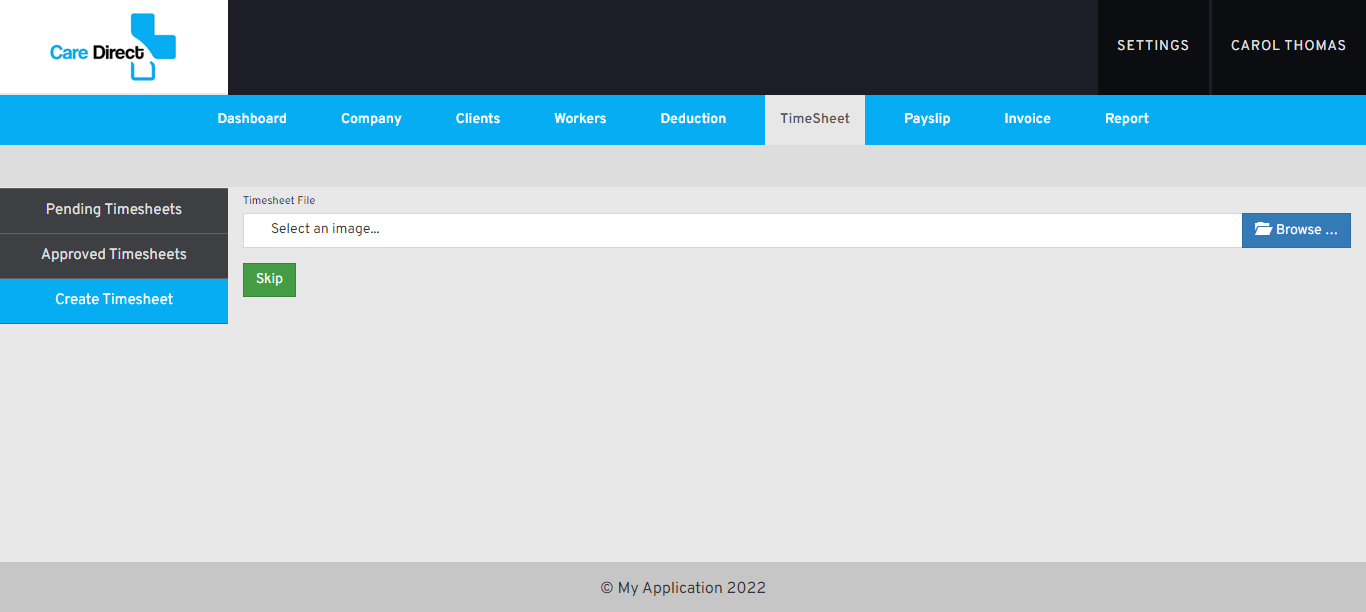 Care Direct
SETTINGS
CAROL THOMAS
Dashboard
Company
Clients
Workers
Deduction
TimeSheet
Payslip
Invoice
Report
Pending Timesheets
Approved Timesheets
Create Timesheet
Timesheet File
Select an image...
Browse ...
Skip
© My Application 2022